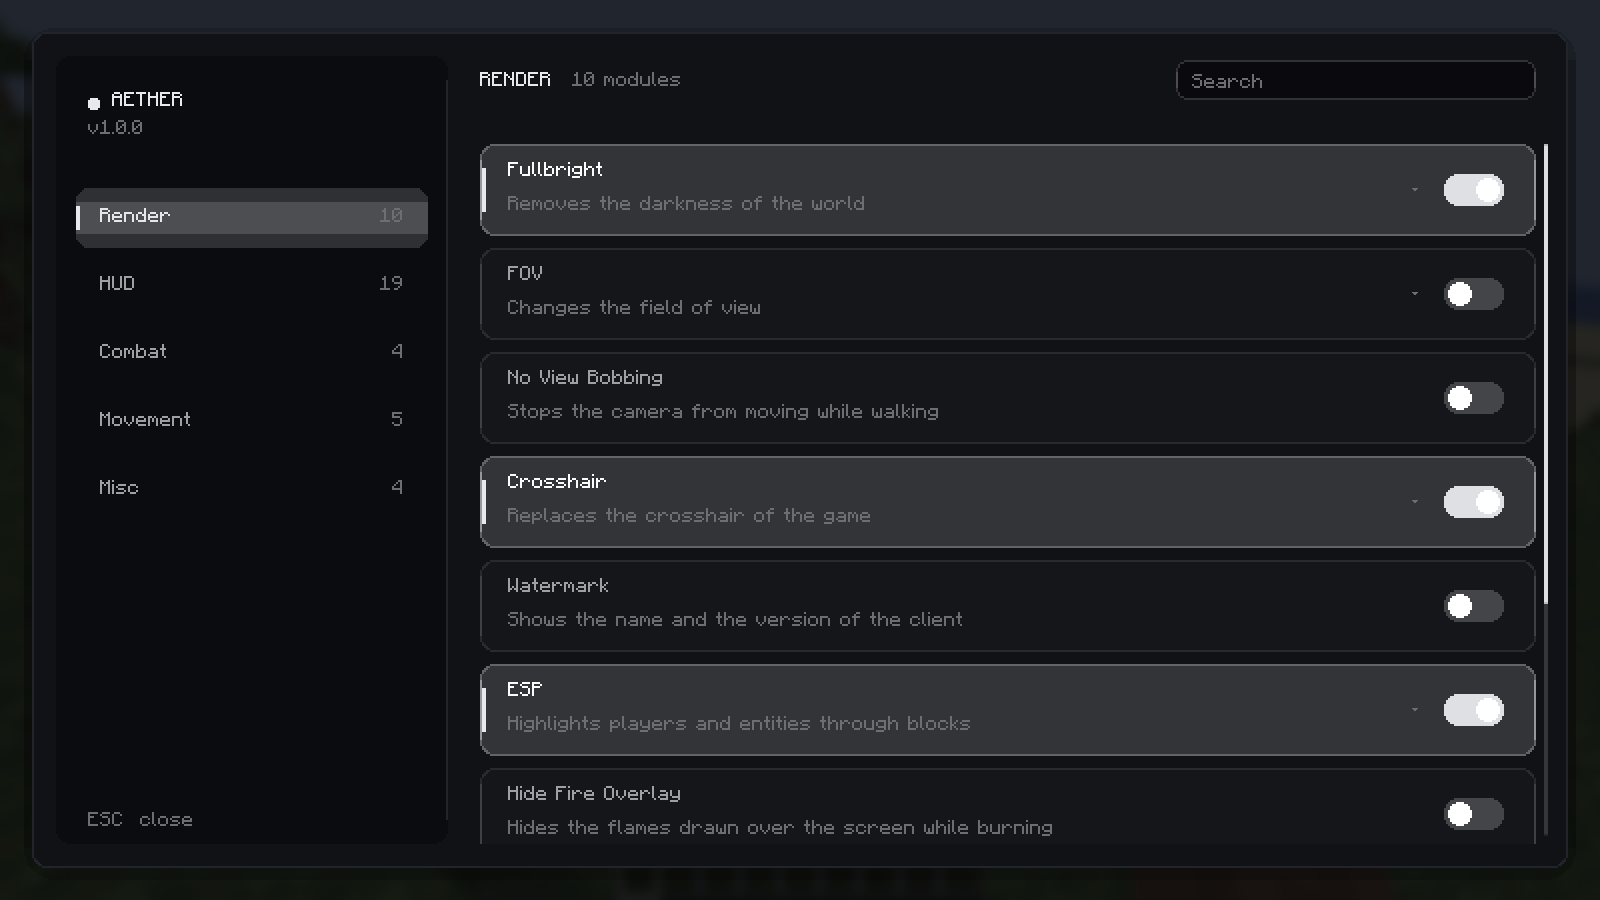 AETHER
v1.0.0
Render 10
HUD 19
Combat 4
Movement 5
Misc 4
ESC close
RENDER 10 modules
Search
Fullbright
Removes the darkness of the world
FOV
Changes the field of view
No View Bobbing
Stops the camera from moving while walking
Crosshair
Replaces the crosshair of the game
Watermark
Shows the name and the version of the client
ESP
Highlights players and entities through blocks
Hide Fire Overlay
Hides the flames drawn over the screen while burning